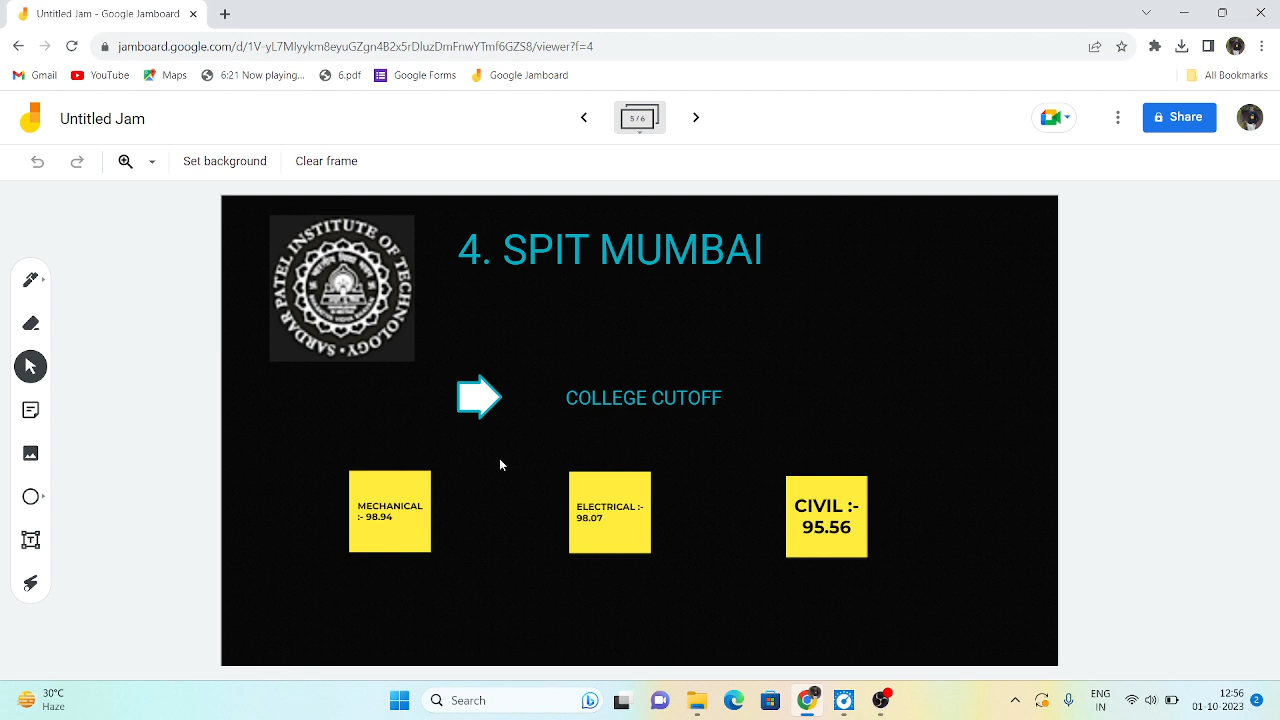 Untitled Jam - Google Jam
jamboard.google.com/d/1V-yL7Mlyykm8eyuGZgn4B2x5rDluzDmFnwYTmf6GZS8/viewer?f=4
Gmail YouTube Maps 6:21 Now playing... 6.pdf Google Forms Google Jamboard All Bookmarks
Untitled Jam
5 / 6
Share
Set background Clear frame
SARDAR PATEL INSTITUTE OF TECHNOLOGY
4. SPIT MUMBAI
COLLEGE CUTOFF
MECHANICAL
:- 98.94
ELECTRICAL :-
98.07
CIVIL :-
95.56
30°C
Haze
Search
ENG
IN
12:56
01-10-2023
2